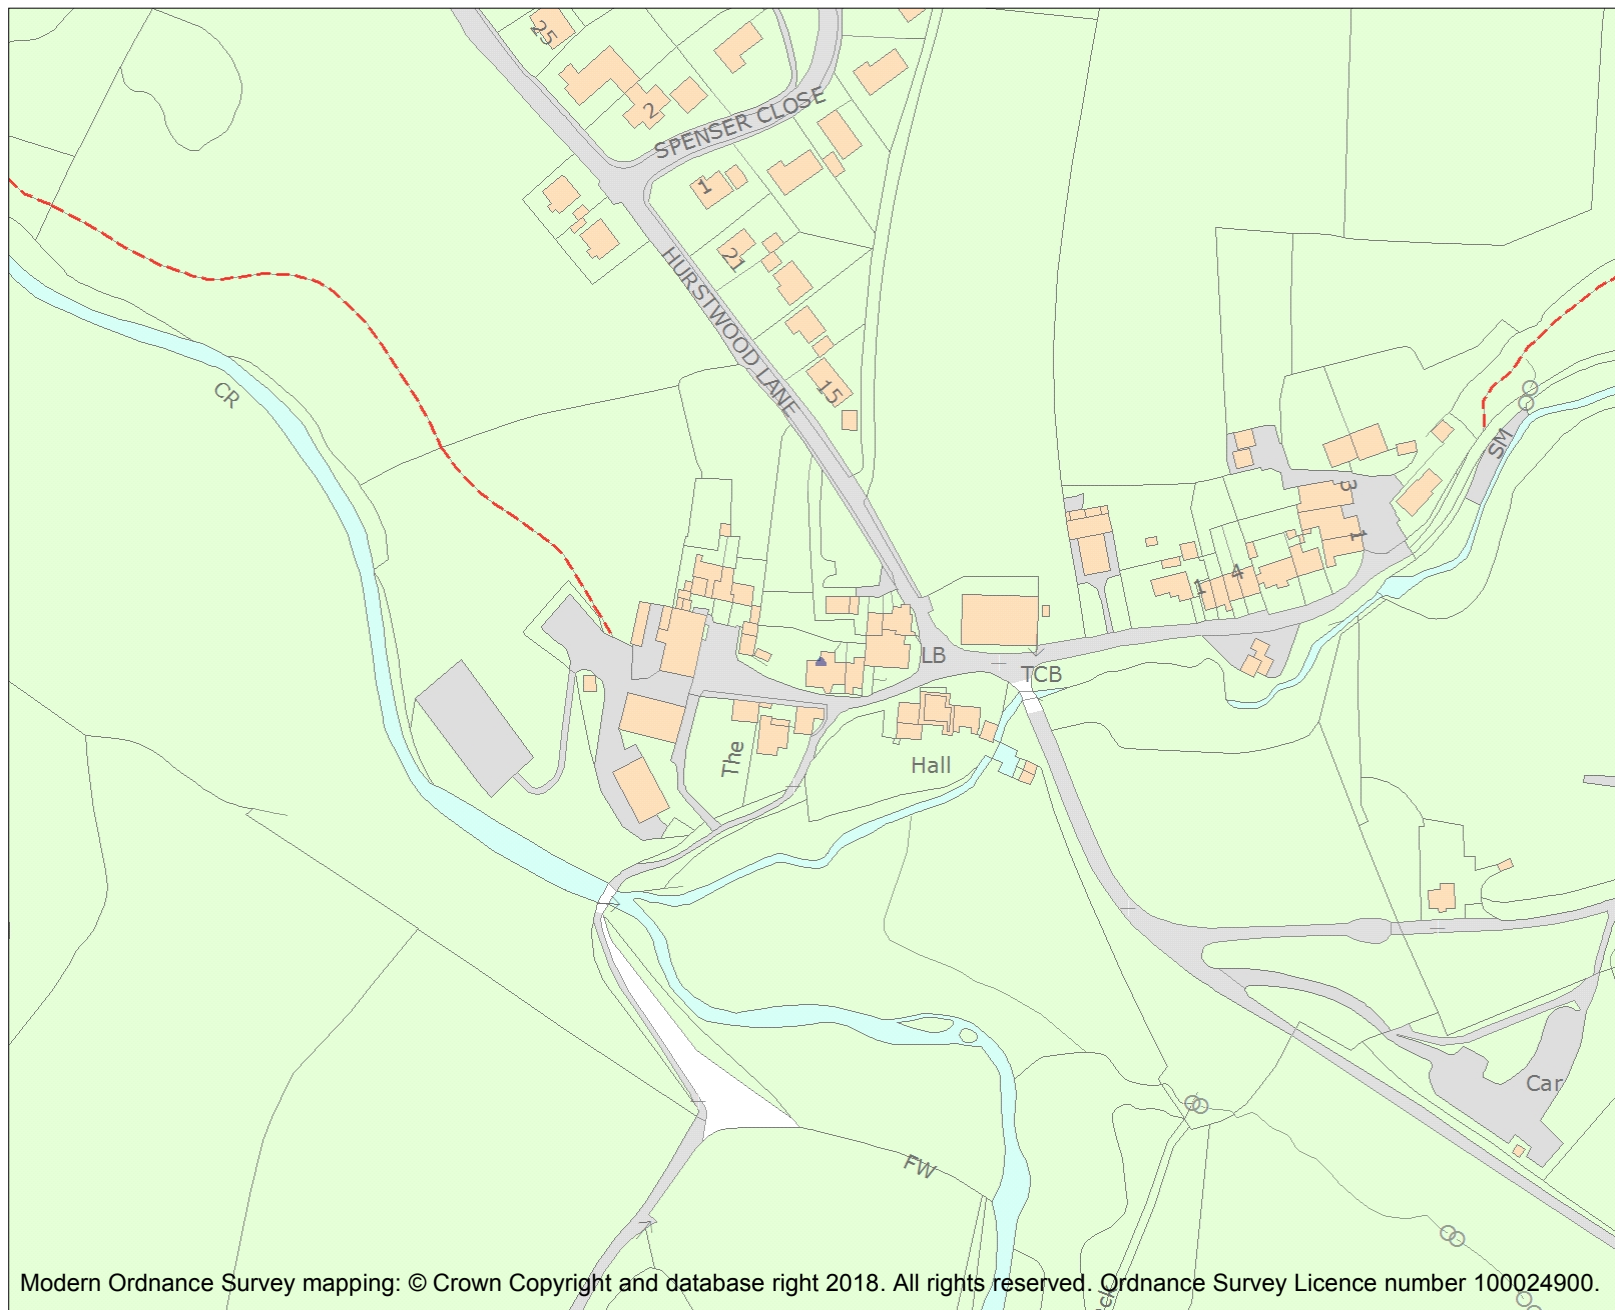 25
2
SPENSER CLOSE
1
21
HURSTWOOD LANE
15
CR
SM
3
1
4
1
LB
TCB
The
Hall
Car
FW
Modern Ordnance Survey mapping: © Crown Copyright and database right 2018. All rights reserved. Ordnance Survey Licence number 100024900.